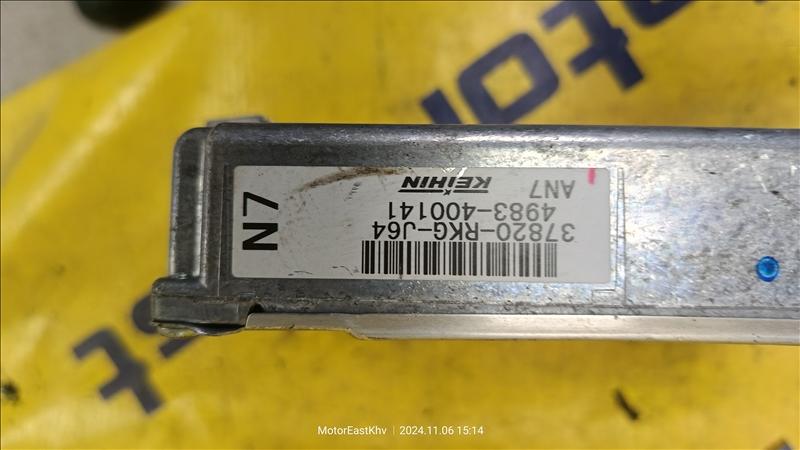 N7
37820-RKG-J64
4983-400141
AN7
KEIHIN
MotorEastKhv | 2024.11.06 15:14